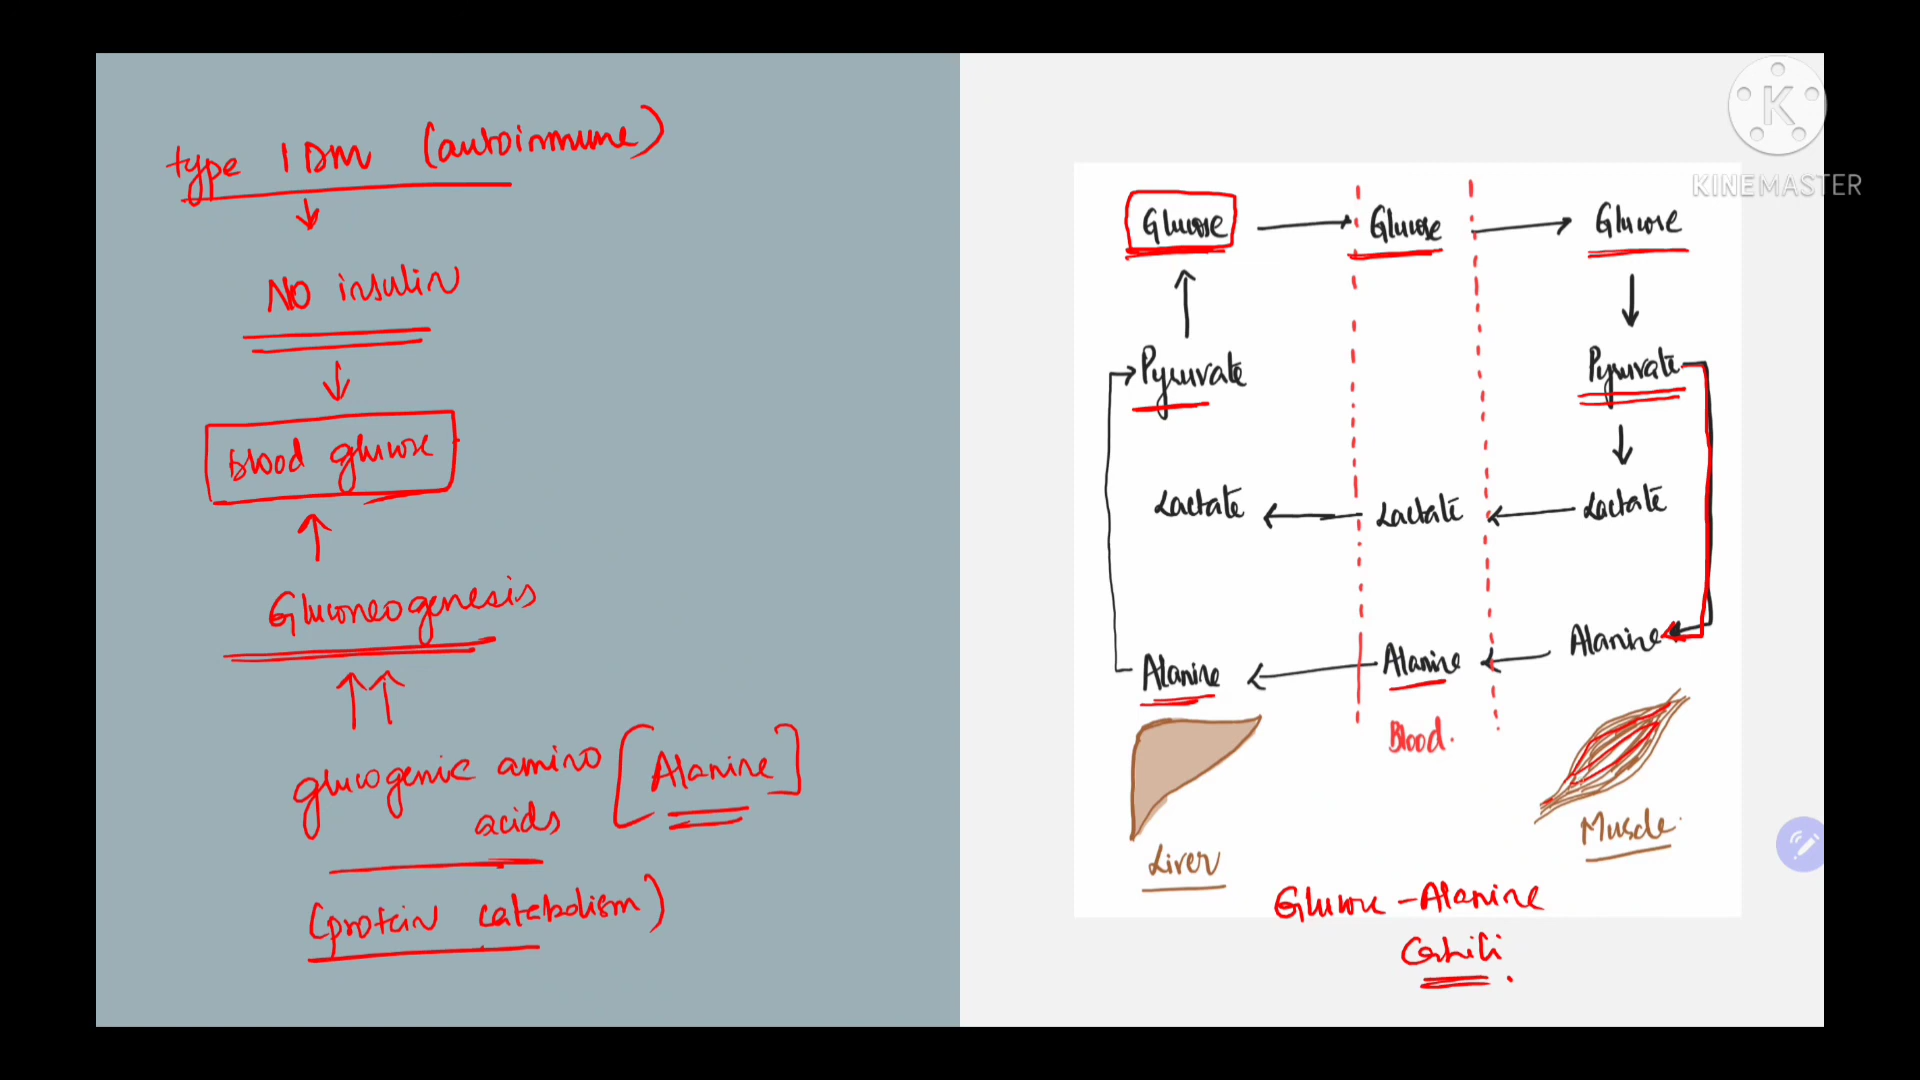 type 1 DM (autoimmune)
NO insulin
Blood glucose
Gluconeogenesis
glucogenic amino [Alanine]
acids
(protein catabolism)
K
KINEMASTER
Glucose Glucose Glucose
Pyruvate Pyruvate
Lactate Lactate Lactate
Alanine Alanine Alanine
Blood.
Liver Muscle.
Glucose - Alanine